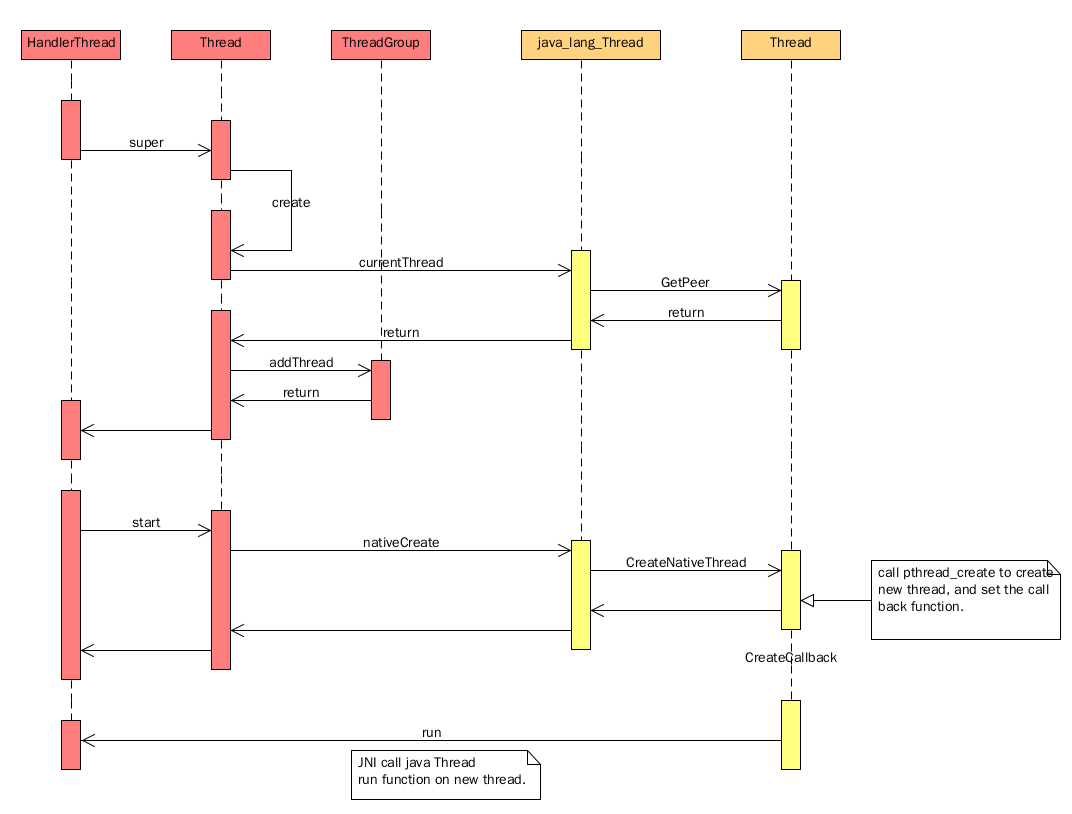 HandlerThread
Thread
ThreadGroup
java_lang_Thread
Thread
super
create
currentThread
GetPeer
return
return
addThread
return
start
nativeCreate
CreateNativeThread
call pthread_create to create
new thread, and set the call
back function.
CreateCallback
run
JNI call java Thread
run function on new thread.